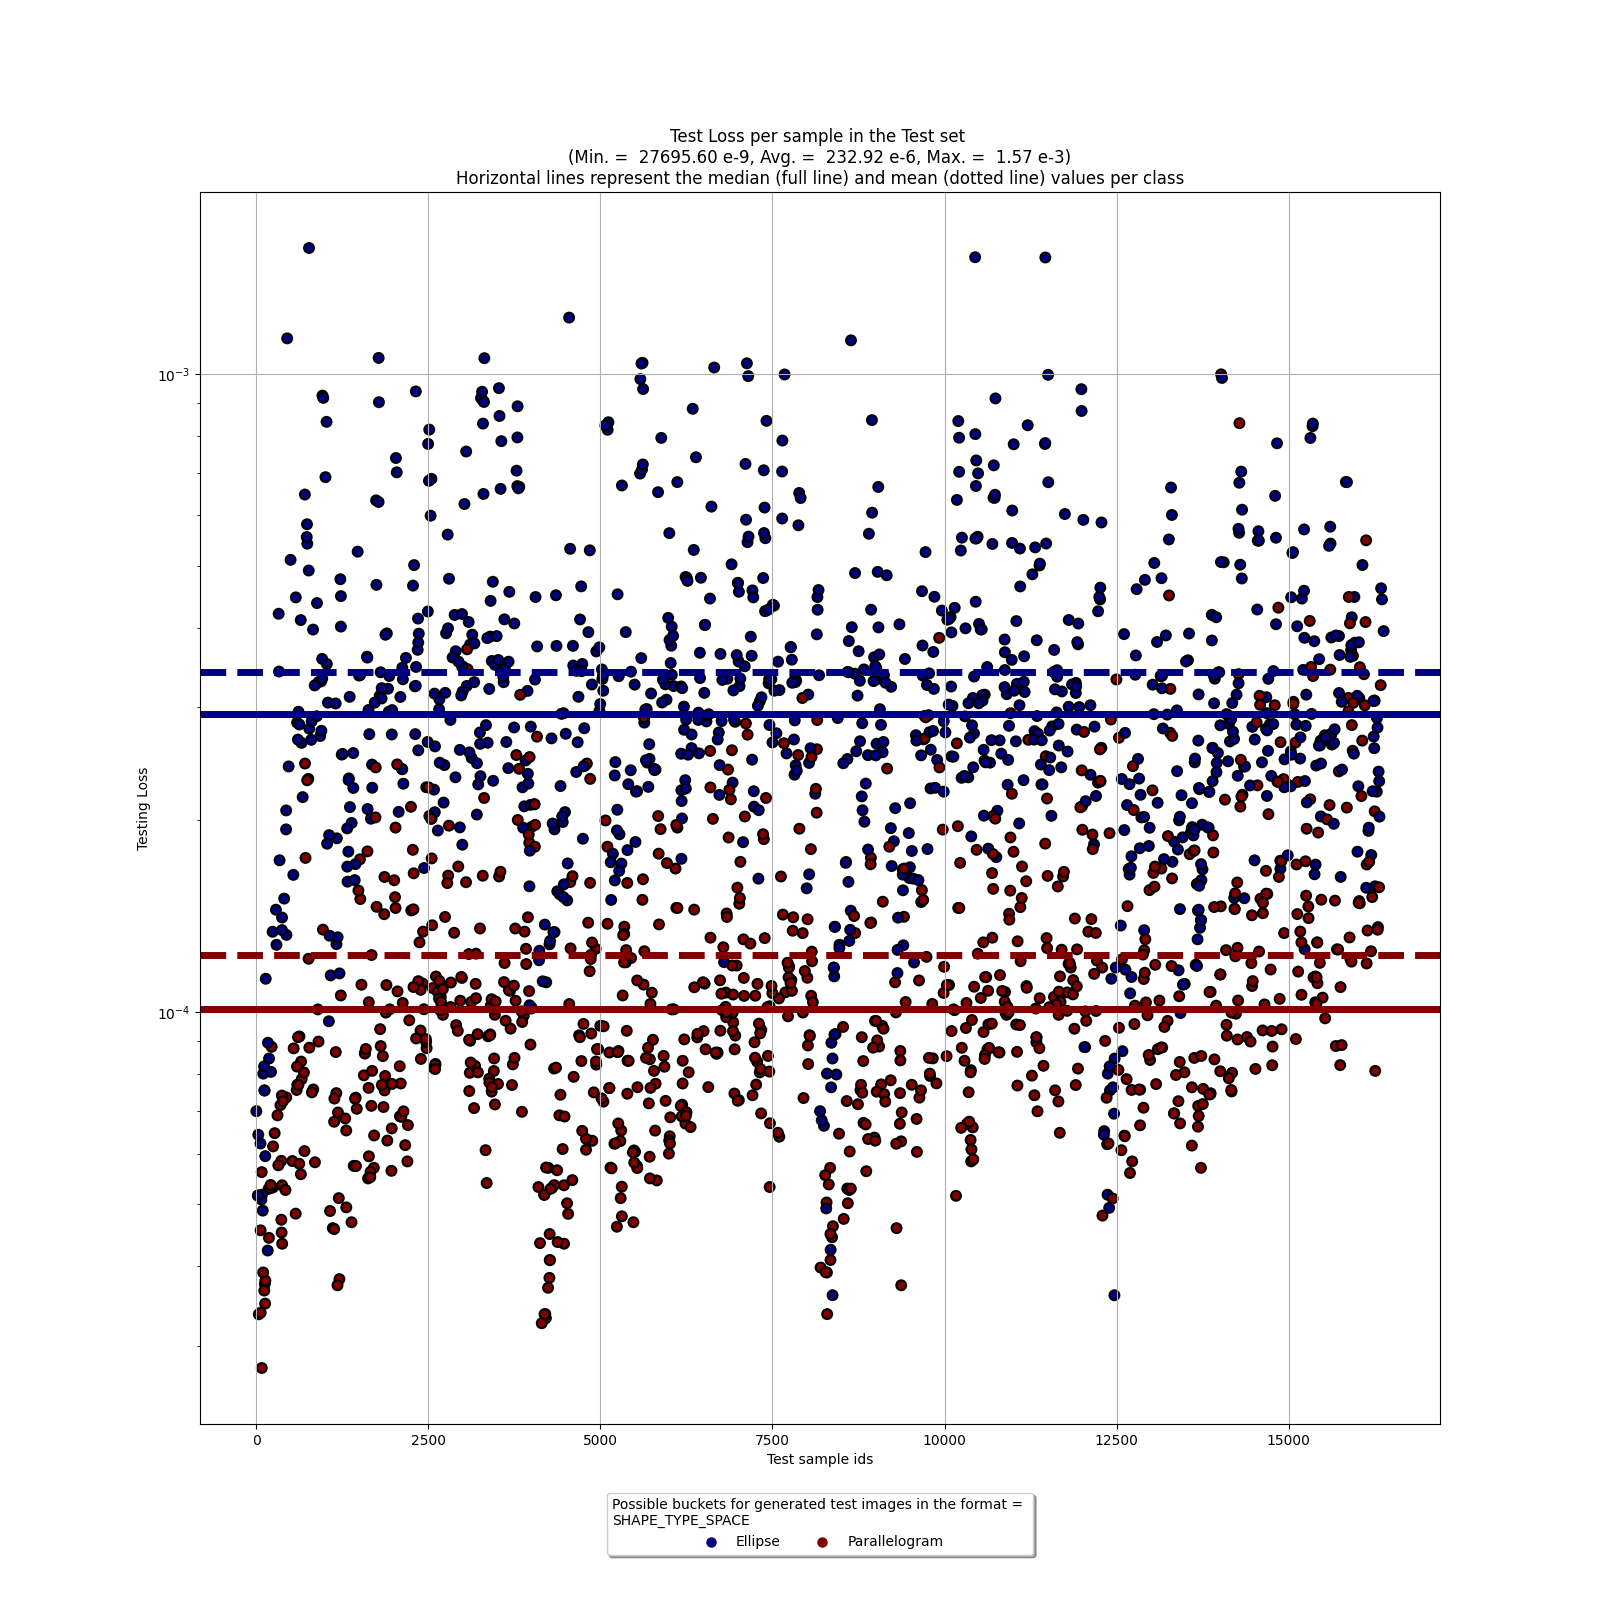 Test Loss per sample in the Test set
(Min. =  27695.60 e-9, Avg. =  232.92 e-6, Max. =  1.57 e-3)
Horizontal lines represent the median (full line) and mean (dotted line) values per class
10⁻³
10⁻⁴
Testing Loss
0 2500 5000 7500 10000 12500 15000
Test sample ids
Possible buckets for generated test images in the format =
SHAPE_TYPE_SPACE
Ellipse Parallelogram